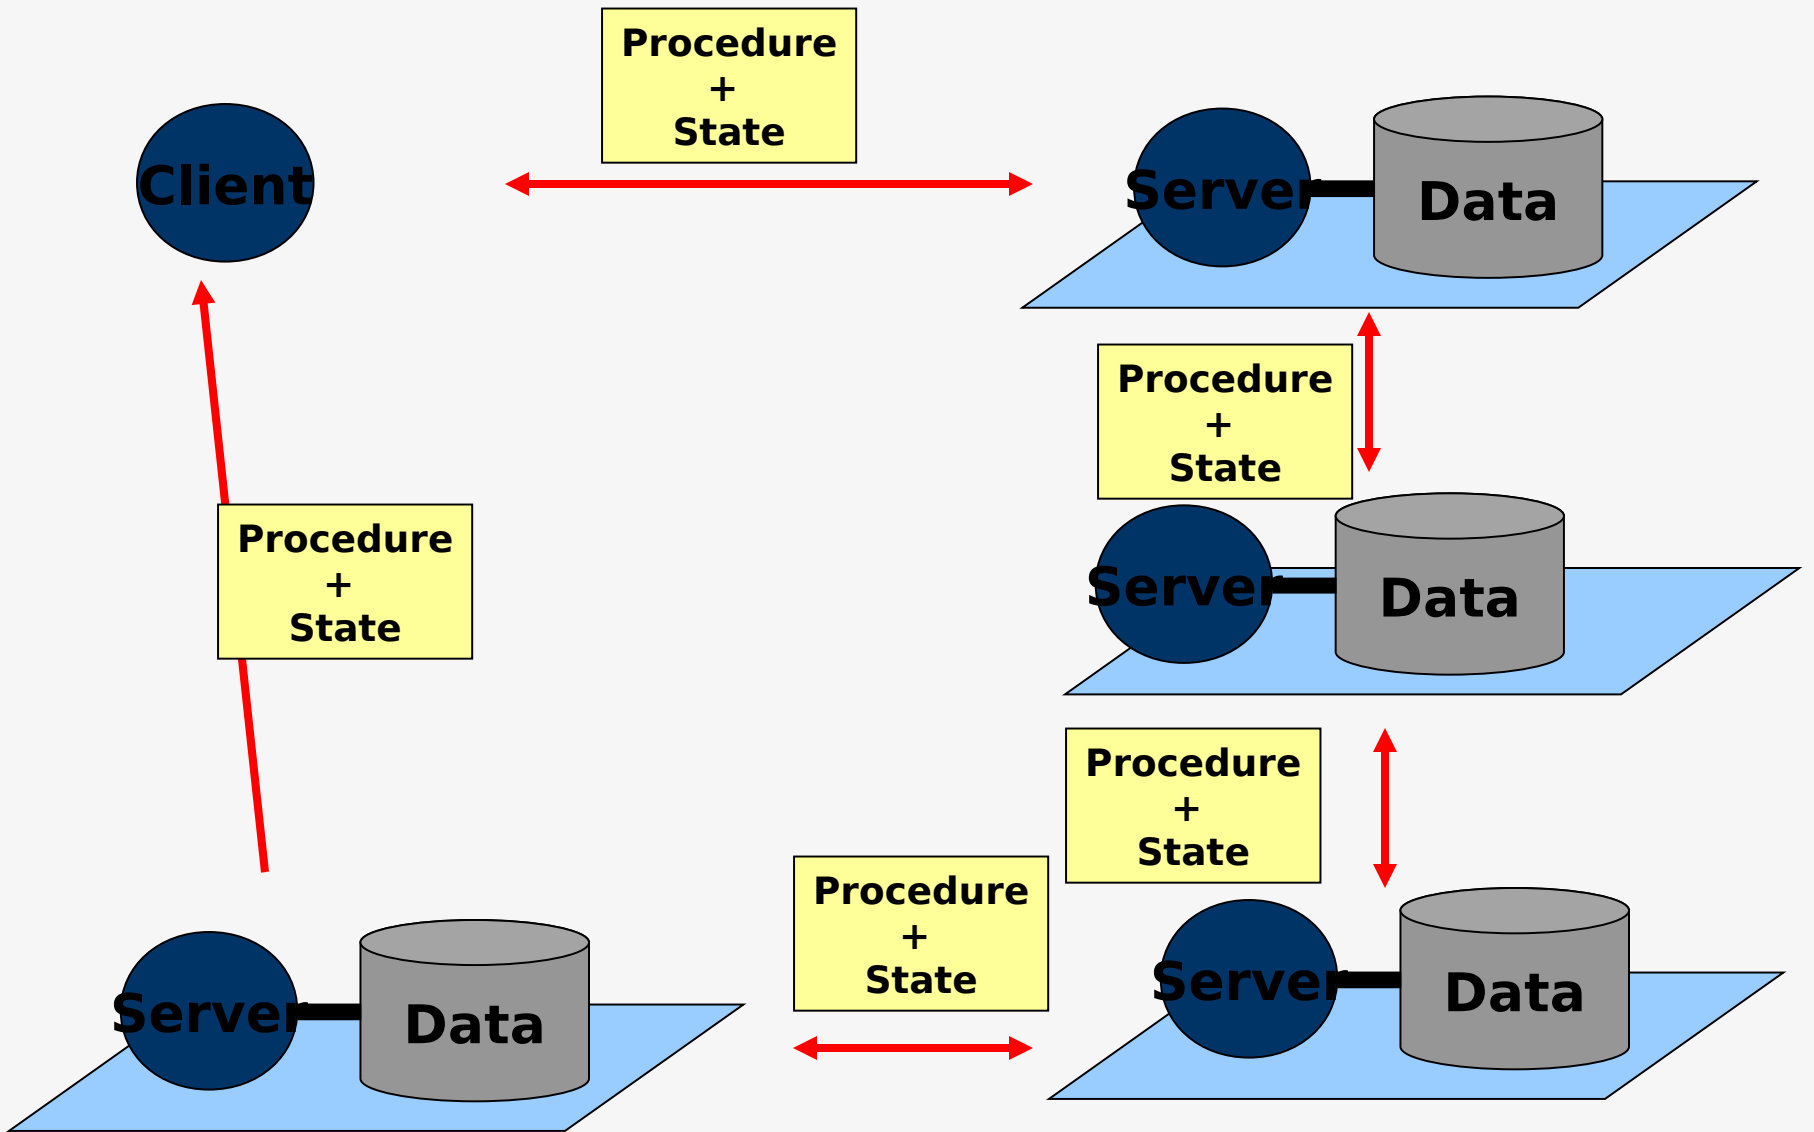 Procedure
+
State
Client
Server
Data
Procedure
+
State
Procedure
+
State
Server
Data
Procedure
+
State
Procedure
+
State
Server
Data
Server
Data